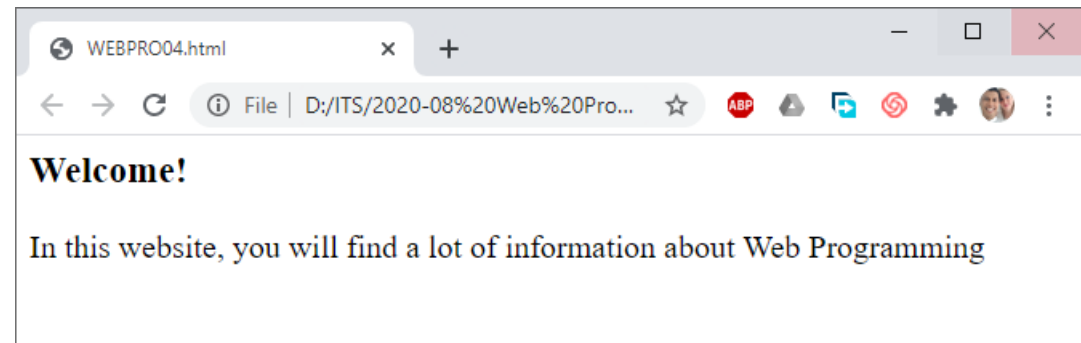 WEBPRO04.html
File | D:/ITS/2020-08%20Web%20Pro...
ABP
Welcome!
In this website, you will find a lot of information about Web Programming